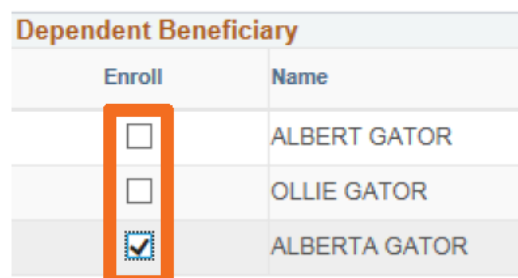 Dependent Beneficiary
Enroll Name
ALBERT GATOR
OLLIE GATOR
ALBERTA GATOR